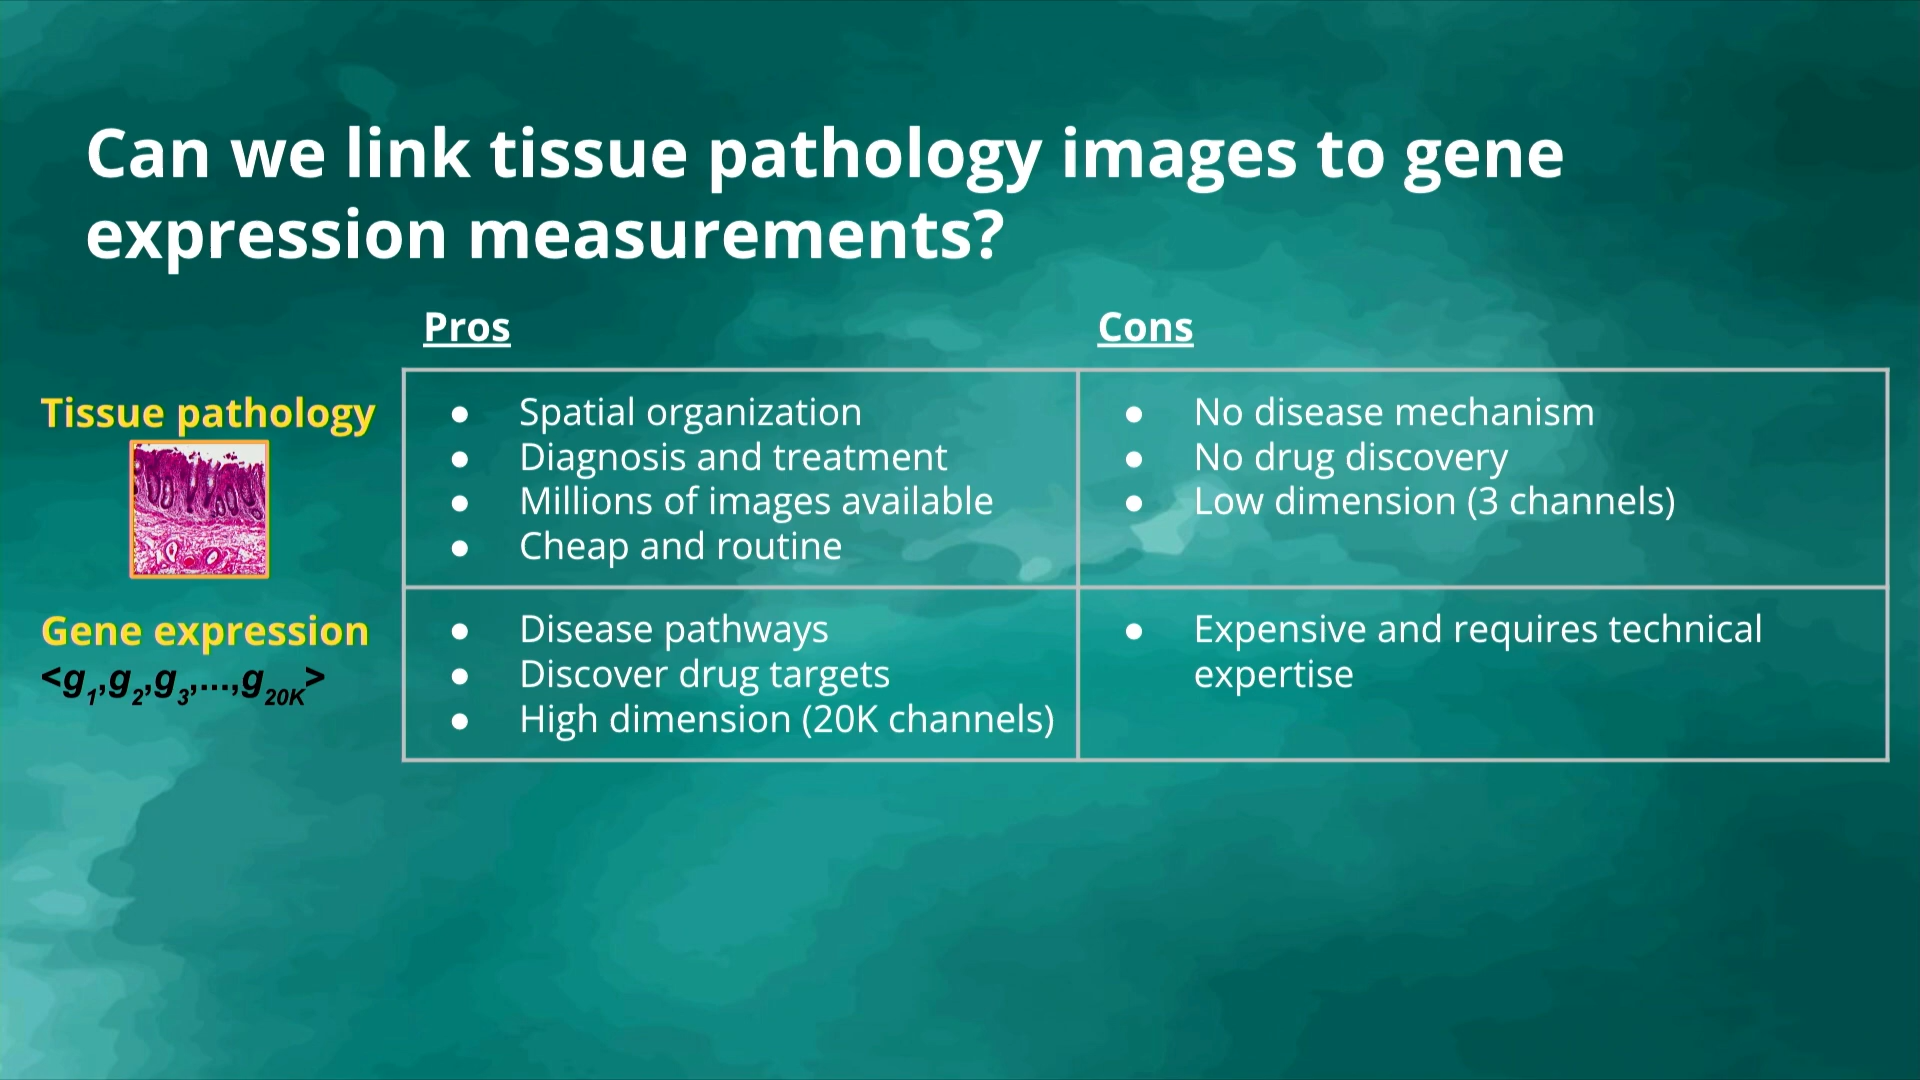 Can we link tissue pathology images to gene
expression measurements?
Pros
Cons
Tissue pathology
● Spatial organization
● Diagnosis and treatment
● Millions of images available
● Cheap and routine
● No disease mechanism
● No drug discovery
● Low dimension (3 channels)
Gene expression
<g1,g2,g3,...,g20K>
● Disease pathways
● Discover drug targets
● High dimension (20K channels)
● Expensive and requires technical
expertise